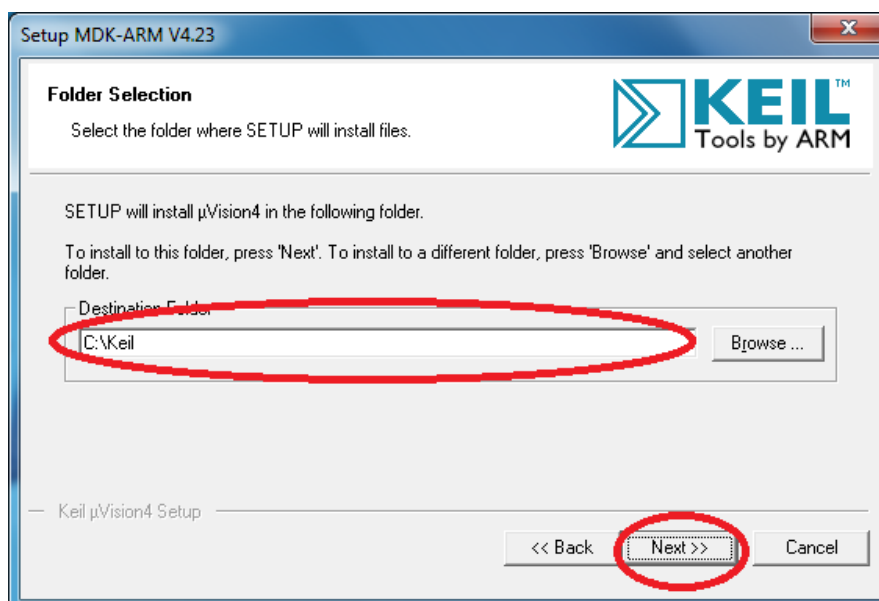 Setup MDK-ARM V4.23
Folder Selection
Select the folder where SETUP will install files.
KEIL™
Tools by ARM
SETUP will install µVision4 in the following folder.
To install to this folder, press 'Next'. To install to a different folder, press 'Browse' and select another
folder.
Destination Folder
C:\Keil
Browse ...
Keil µVision4 Setup
<< Back
Next >>
Cancel